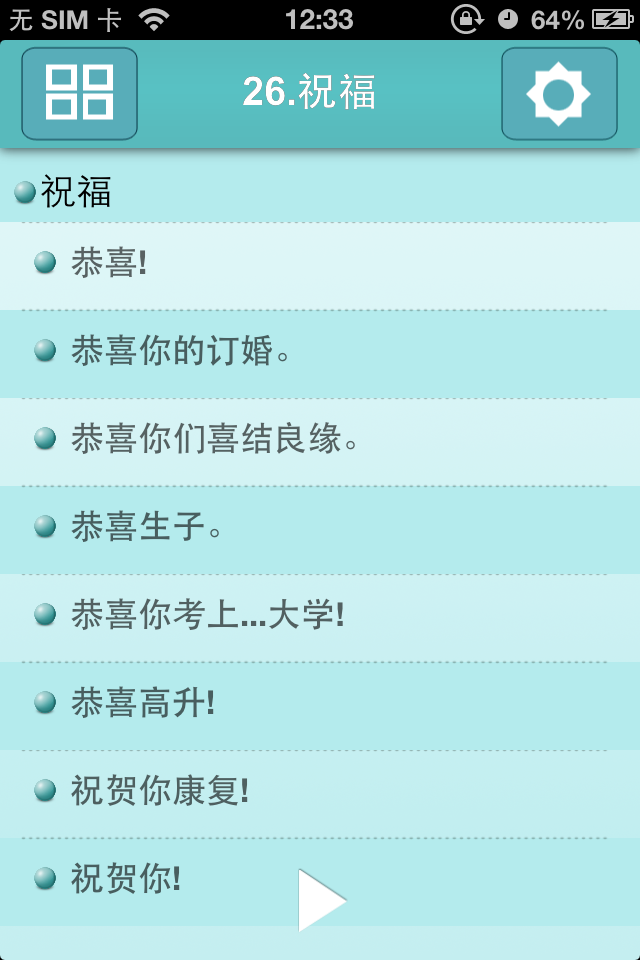 无 SIM 卡 12:33 64%
26.祝福
祝福
恭喜!
恭喜你的订婚。
恭喜你们喜结良缘。
恭喜生子。
恭喜你考上...大学!
恭喜高升!
祝贺你康复!
祝贺你!